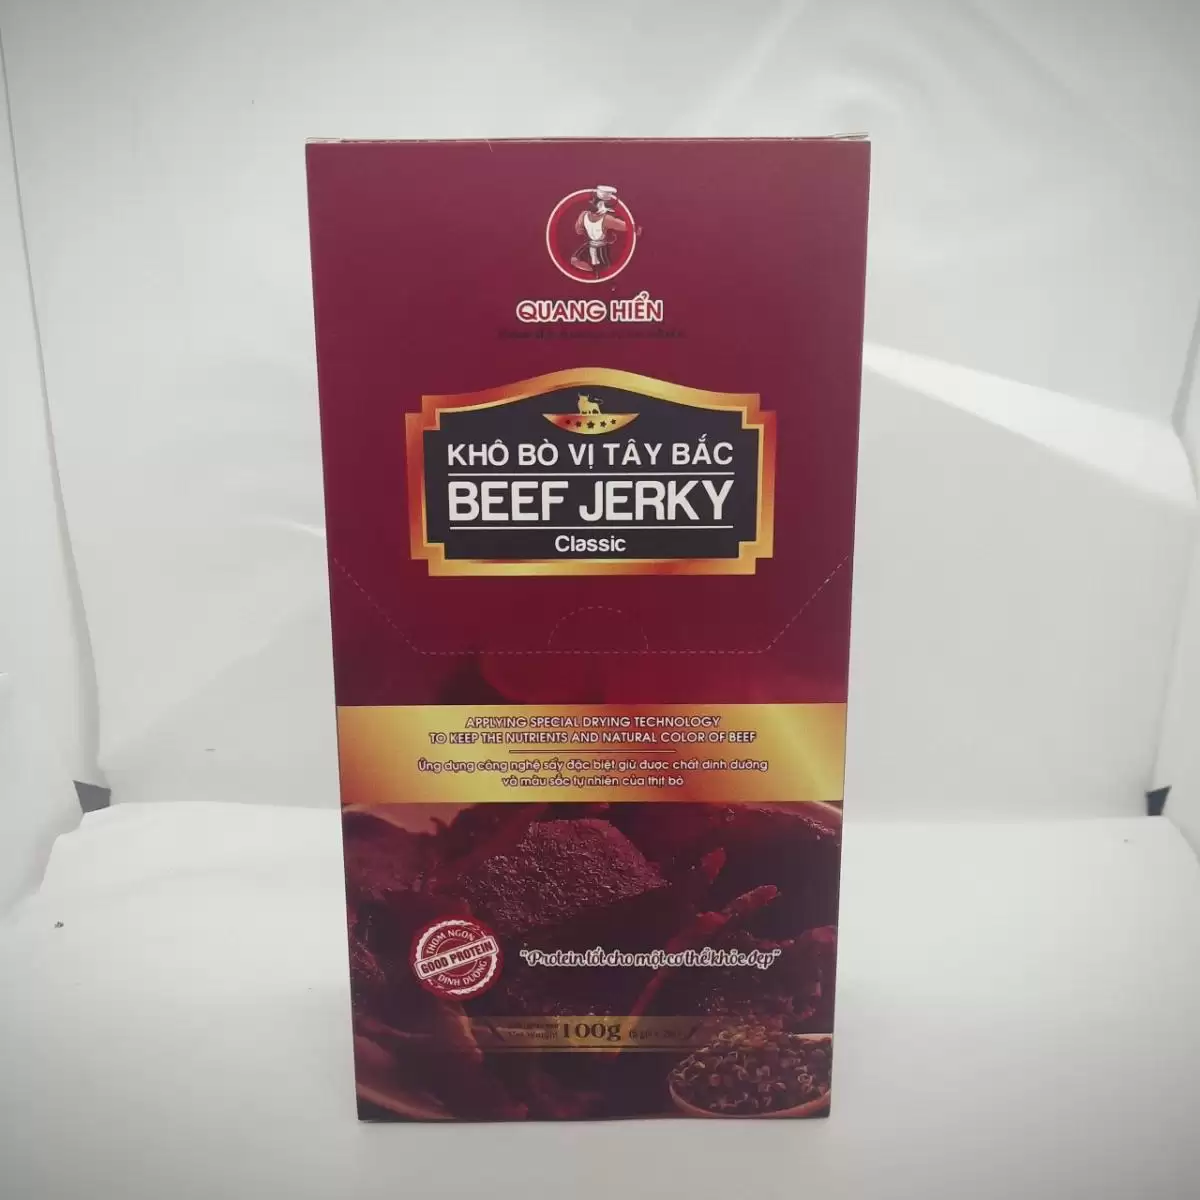 QUANG HIỂN
KHÔ BÒ VỊ TÂY BẮC
BEEF JERKY
Classic
APPLYING SPECIAL DRYING TECHNOLOGY
TO KEEP THE NUTRIENTS AND NATURAL COLOR OF BEEF
Ứng dụng công nghệ sấy đặc biệt giữ được chất dinh dưỡng
và màu sắc tự nhiên của thịt bò
THƠM NGON
GOOD PROTEIN
DINH DƯỠNG
"Protein tốt cho một cơ thể khỏe đẹp"
Net Weight 100g